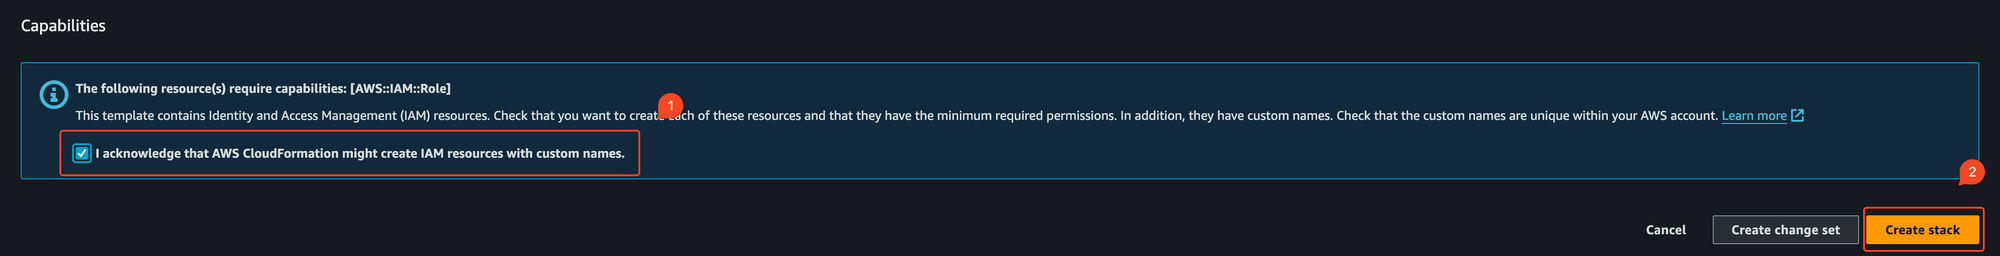 Capabilities
The following resource(s) require capabilities: [AWS::IAM::Role]
1
This template contains Identity and Access Management (IAM) resources. Check that you want to create each of these resources and that they have the minimum required permissions. In addition, they have custom names. Check that the custom names are unique within your AWS account. Learn more
I acknowledge that AWS CloudFormation might create IAM resources with custom names.
2
Cancel Create change set Create stack